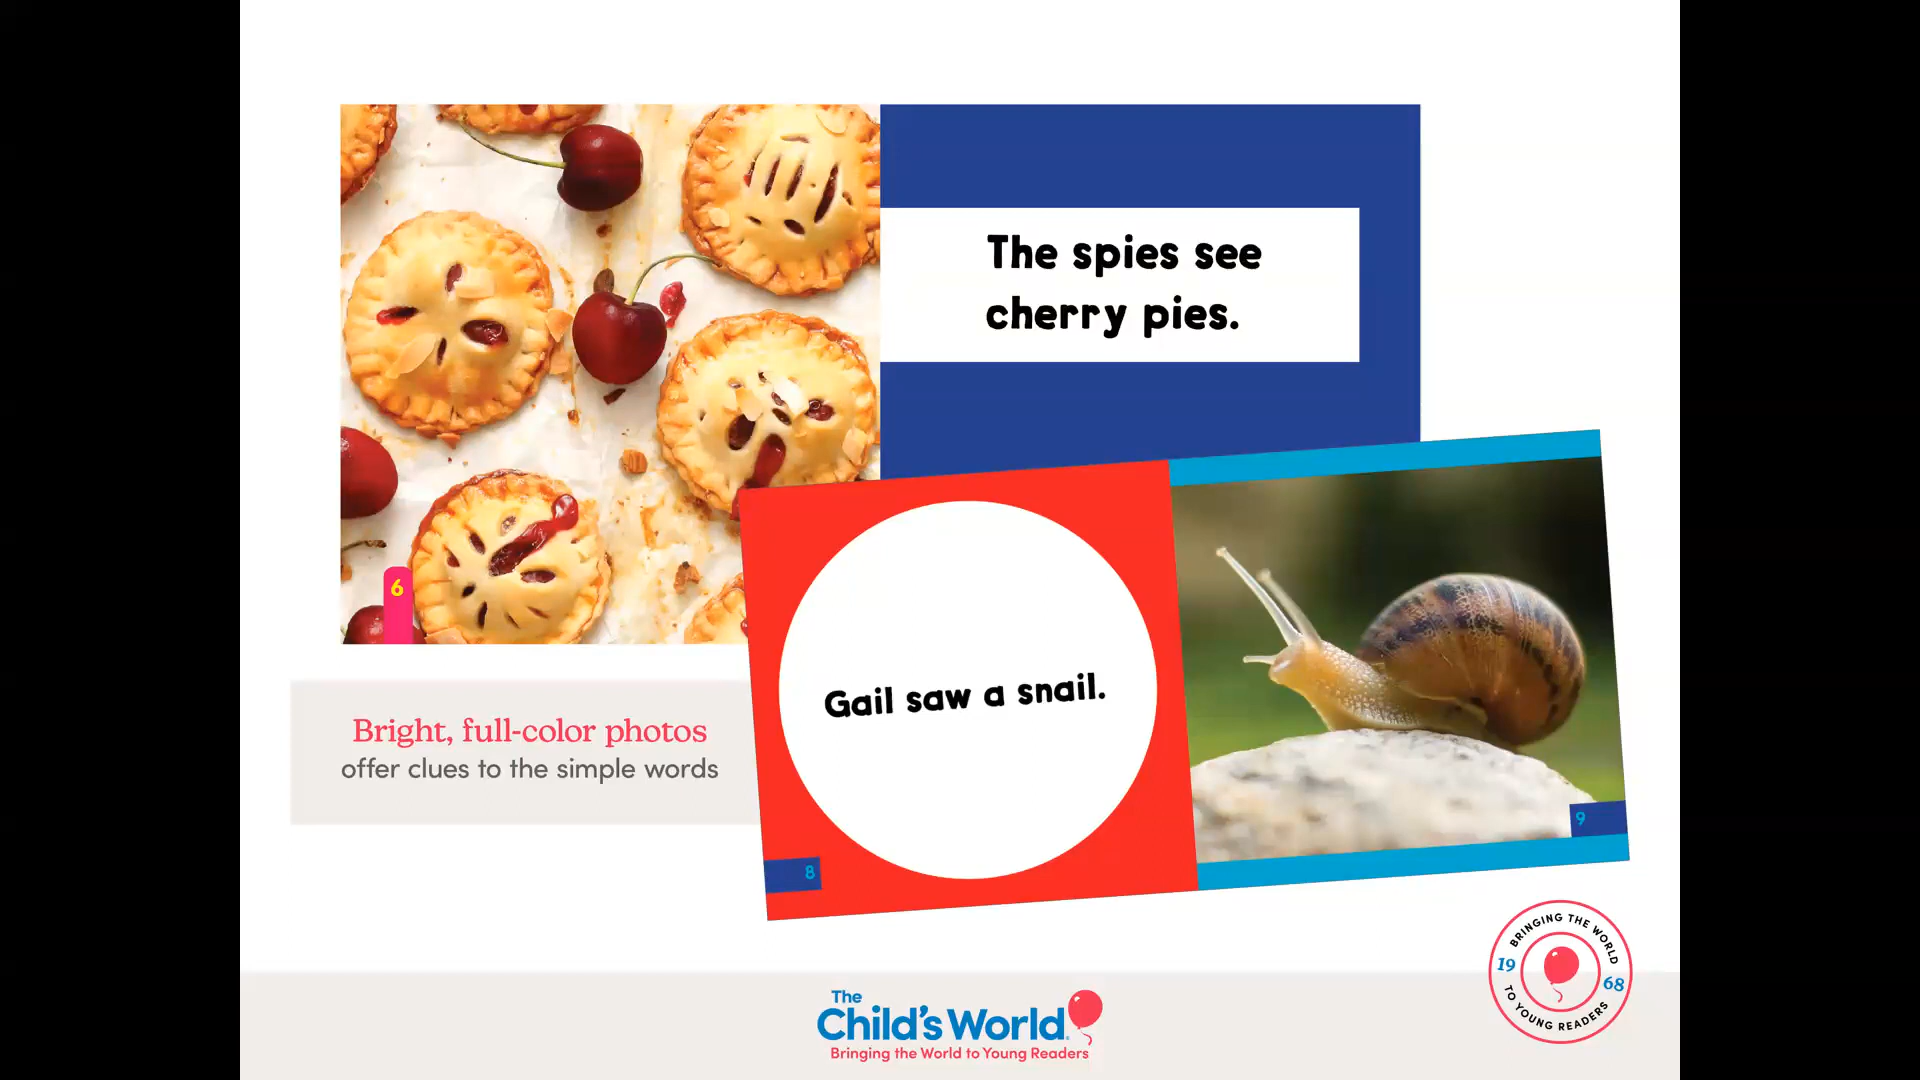 The spies see
cherry pies.
6
Gail saw a snail.
8
9
Bright, full-color photos
offer clues to the simple words
The
Child's World®
Bringing the World to Young Readers
BRINGING THE WORLD
19
68
TO YOUNG READERS